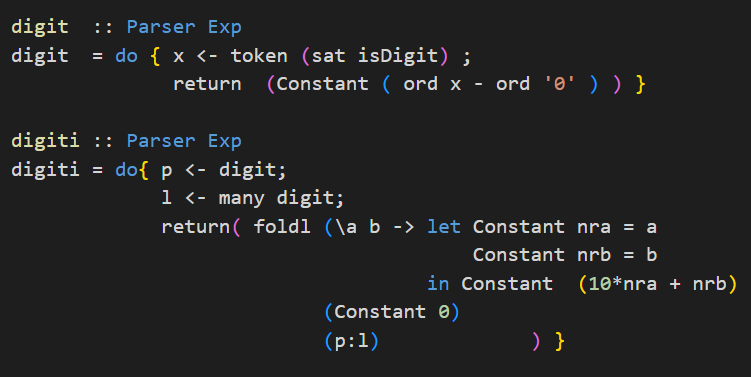 digit  :: Parser Exp
digit  = do { x <- token (sat isDigit) ;
              return  (Constant ( ord x - ord '0' ) ) }
digiti :: Parser Exp
digiti = do{ p <- digit;
             l <- many digit;
             return( foldl (\a b -> let Constant nra = a
                                        Constant nrb = b
                                    in Constant  (10*nra + nrb)
                           (Constant 0)
                           (p:l)             ) }